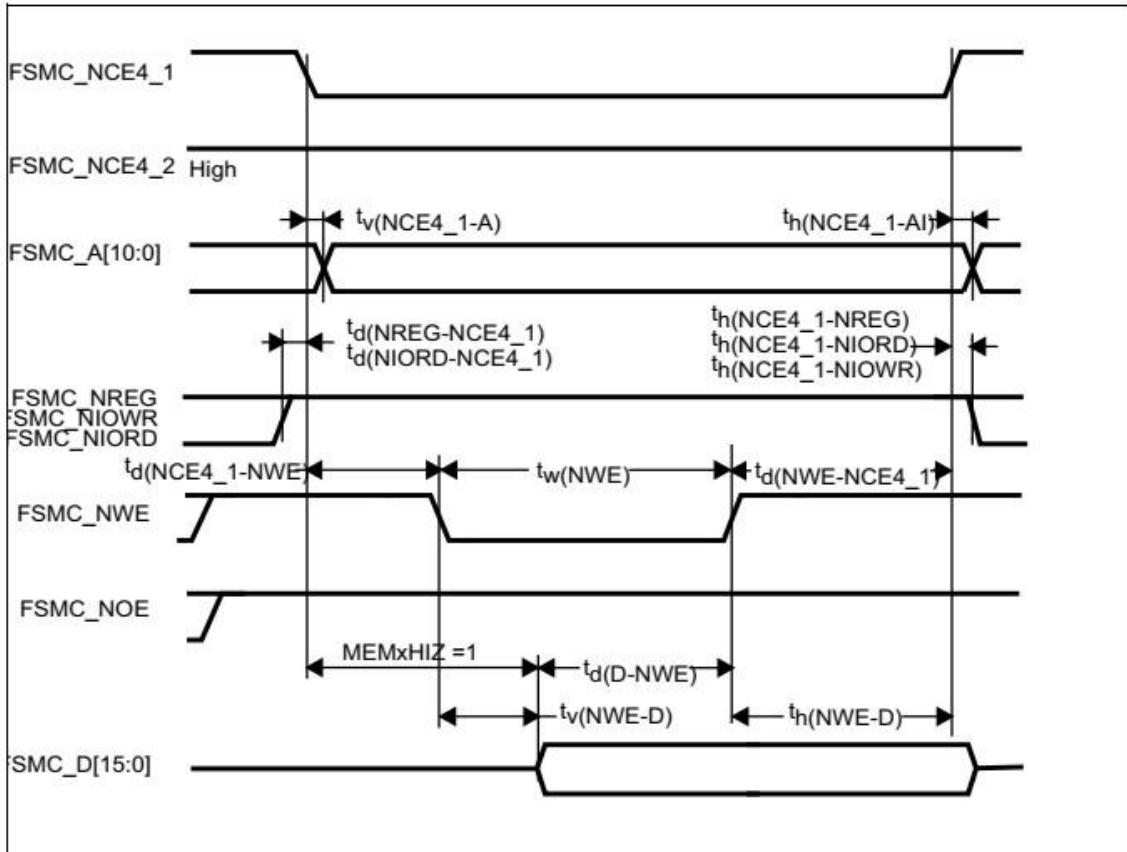 FSMC_NCE4_1
FSMC_NCE4_2 High
tv(NCE4_1-A)
th(NCE4_1-AI)
FSMC_A[10:0]
td(NREG-NCE4_1)
td(NIORD-NCE4_1)
th(NCE4_1-NREG)
th(NCE4_1-NIORD)
th(NCE4_1-NIOWR)
FSMC_NREG
FSMC_NIOWR
FSMC_NIORD
td(NCE4_1-NWE)
tw(NWE)
td(NWE-NCE4_1)
FSMC_NWE
FSMC_NOE
MEMxHIZ =1
td(D-NWE)
tv(NWE-D)
th(NWE-D)
FSMC_D[15:0]